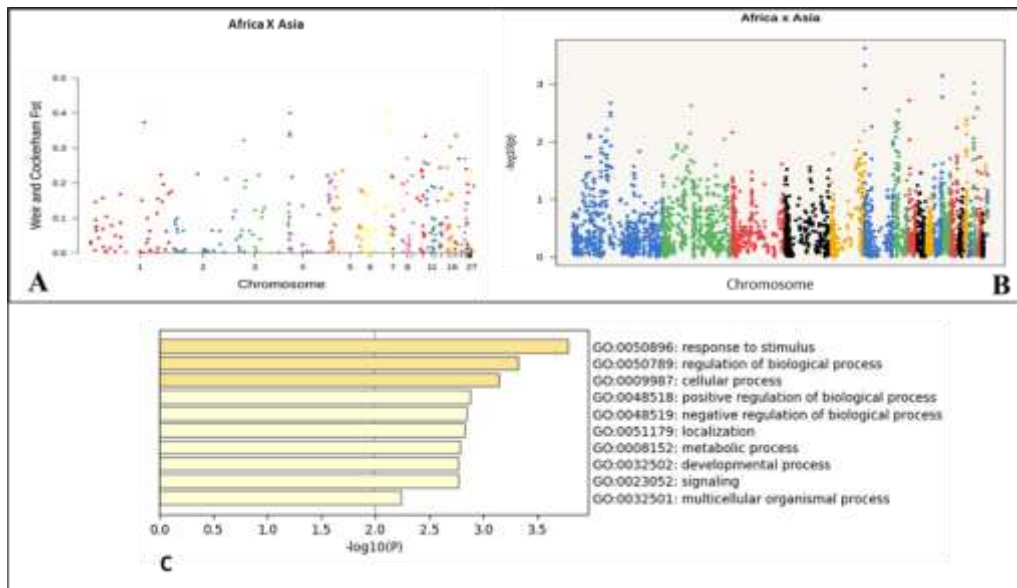 Africa X Asia
Weir and Cockerham Fst
0.5
0.4
0.3
0.2
0.1
0.0
1 2 3 4 5 6 7 8 11 27
Chromosome
A
Africa x Asia
-log10(p)
3
2
1
0
Chromosome
B
GO:0050896: response to stimulus
GO:0050789: regulation of biological process
GO:0009987: cellular process
GO:0048518: positive regulation of biological process
GO:0048519: negative regulation of biological process
GO:0051179: localization
GO:0008152: metabolic process
GO:0032502: developmental process
GO:0023052: signaling
GO:0032501: multicellular organismal process
0.0 0.5 1.0 1.5 2.0 2.5 3.0 3.5
-log10(P)
C